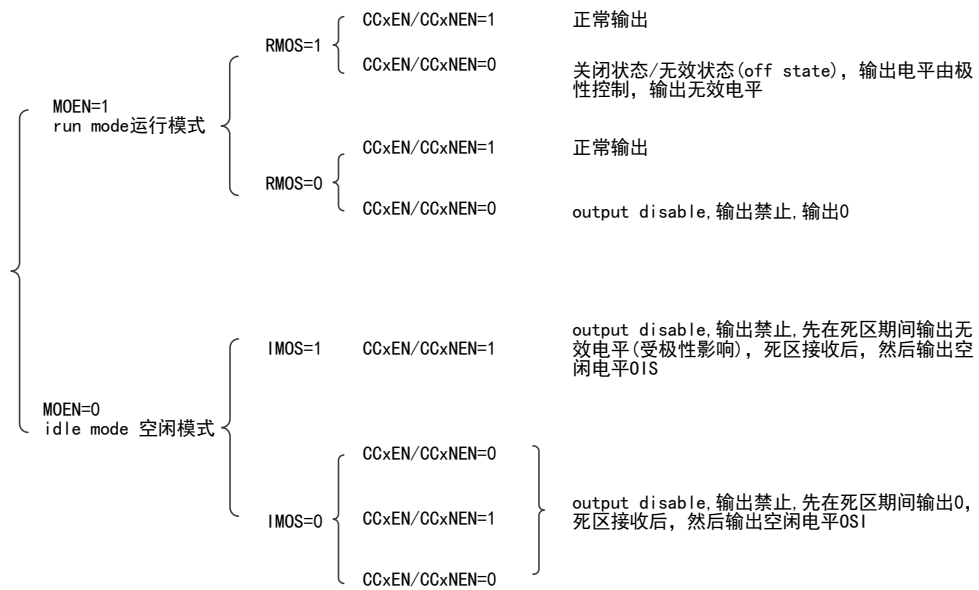 CCxEN/CCxNEN=1 正常输出
RMOS=1
CCxEN/CCxNEN=0 关闭状态/无效状态(off state), 输出电平由极
性控制, 输出无效电平
MOEN=1
run mode运行模式
CCxEN/CCxNEN=1 正常输出
RMOS=0
CCxEN/CCxNEN=0 output disable,输出禁止,输出0
output disable,输出禁止,先在死区期间输出无
IMOS=1 CCxEN/CCxNEN=1 效电平(受极性影响), 死区接收后, 然后输出空
闲电平OIS
MOEN=0
idle mode 空闲模式
CCxEN/CCxNEN=0
output disable,输出禁止,先在死区期间输出0,
IMOS=0 CCxEN/CCxNEN=1 死区接收后, 然后输出空闲电平OSI
CCxEN/CCxNEN=0